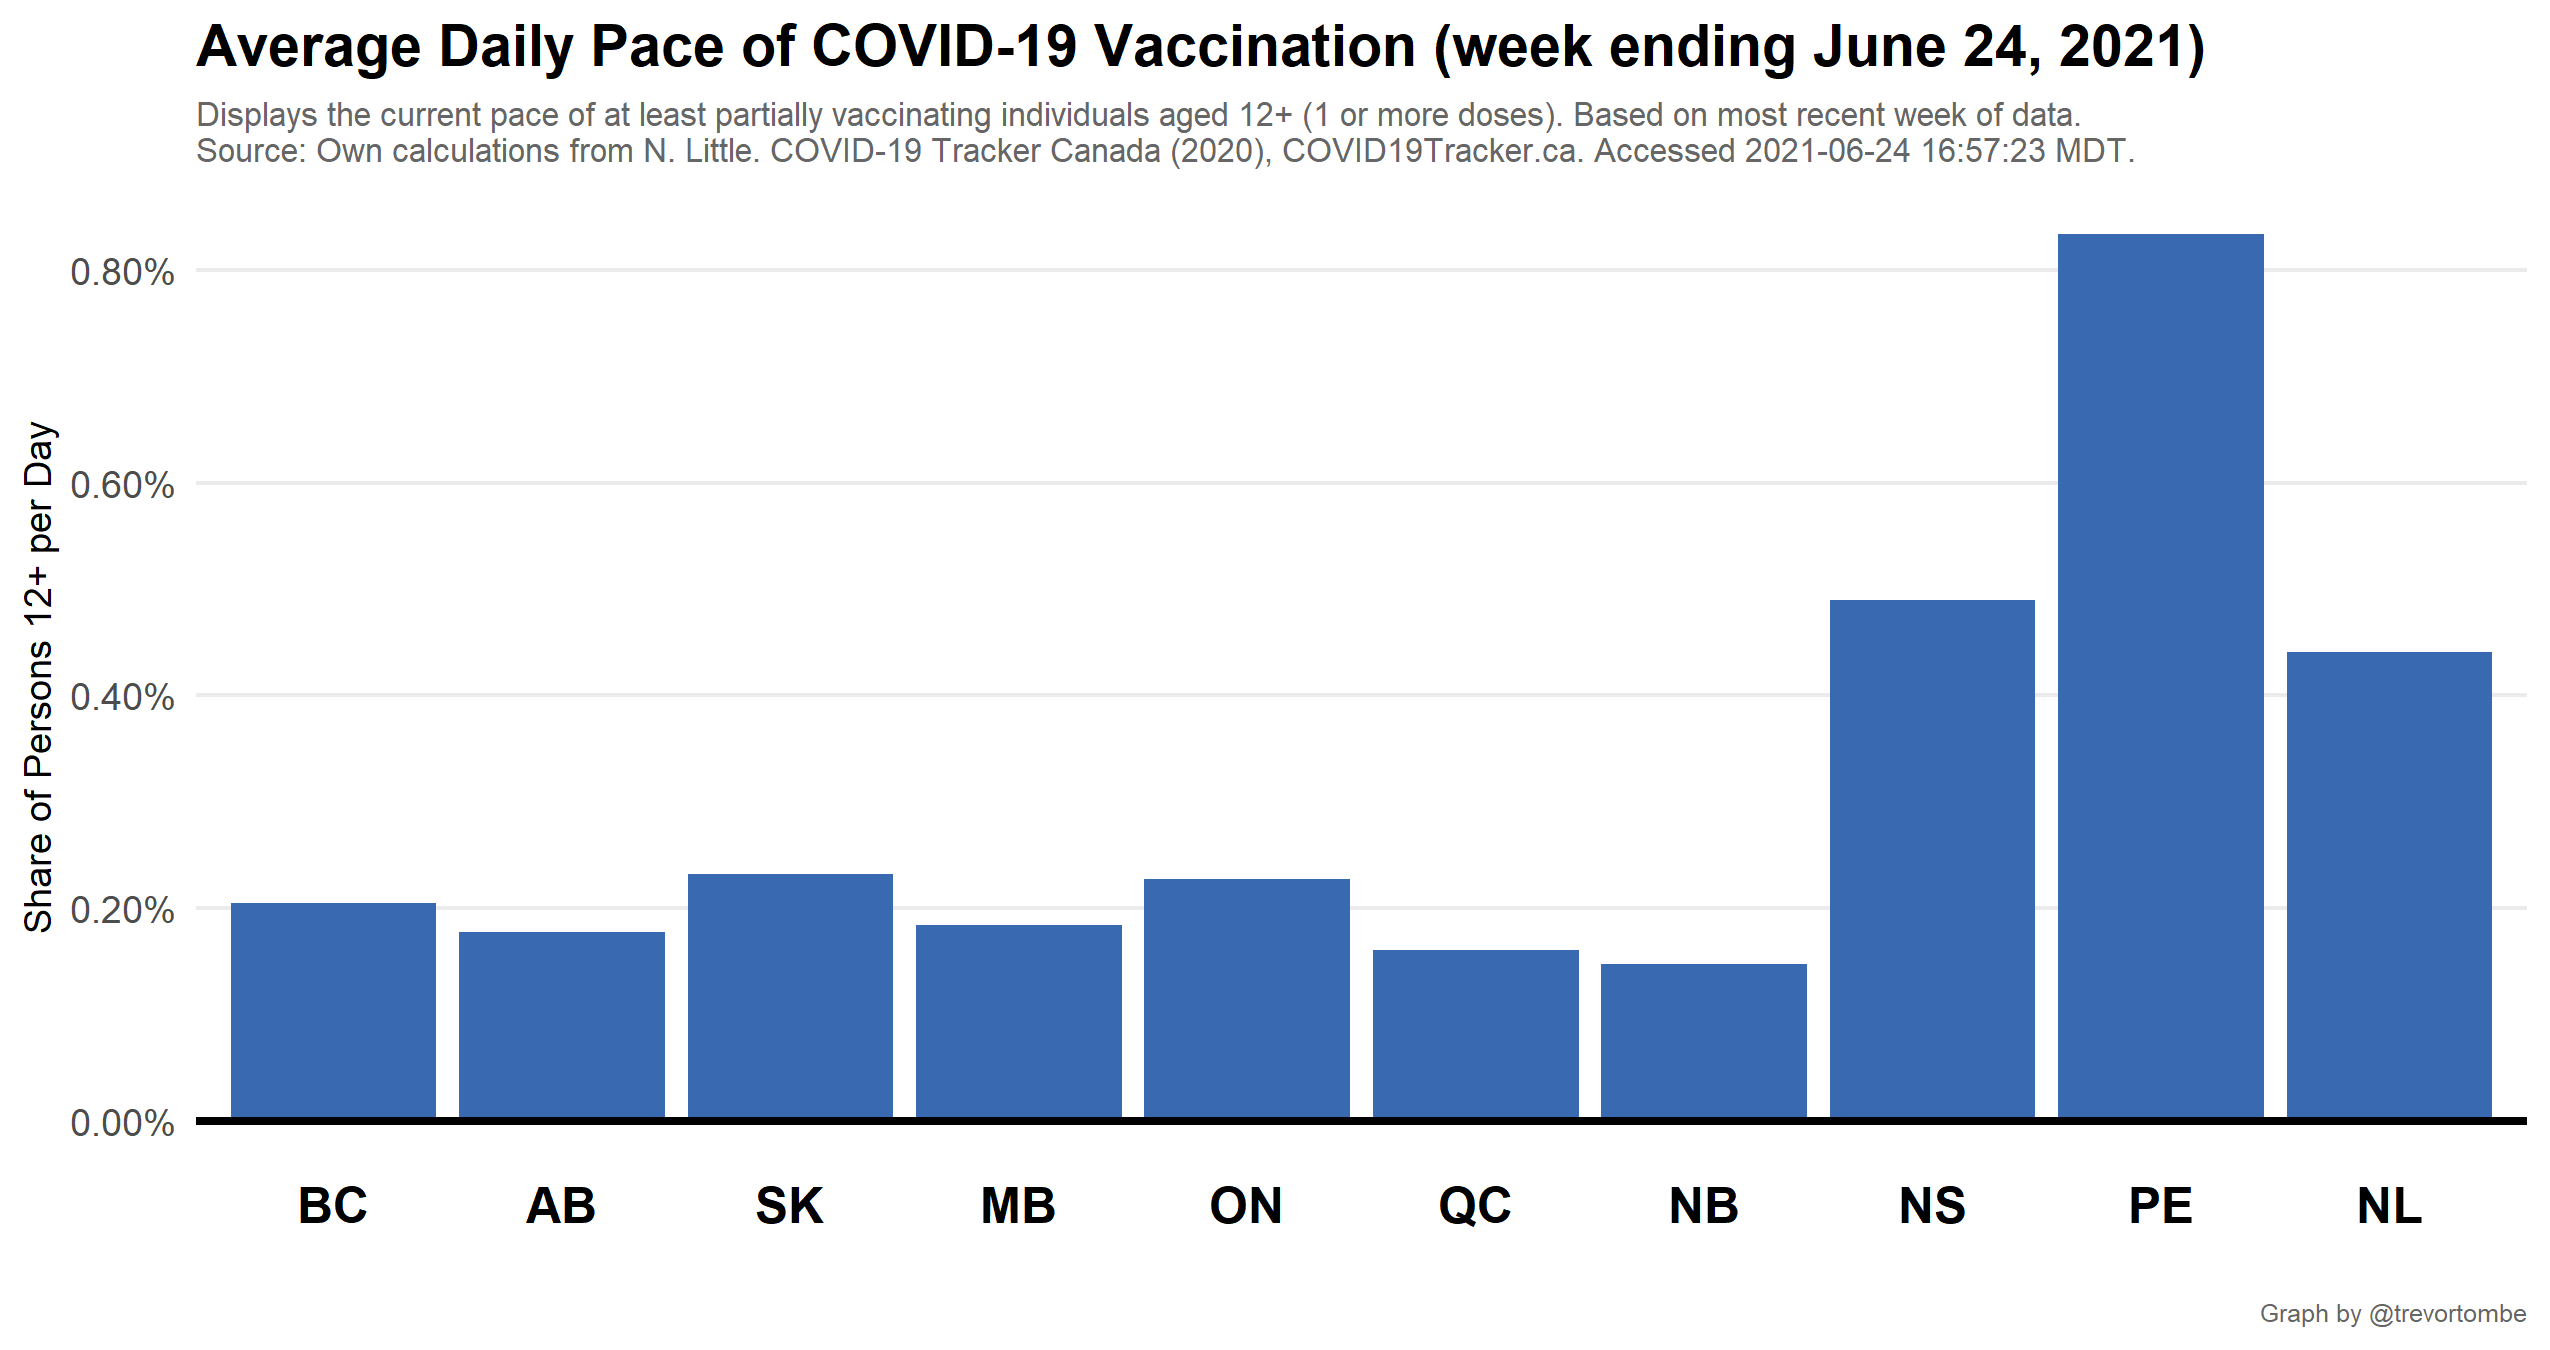 Average Daily Pace of COVID-19 Vaccination (week ending June 24, 2021)
Displays the current pace of at least partially vaccinating individuals aged 12+ (1 or more doses). Based on most recent week of data.
Source: Own calculations from N. Little. COVID-19 Tracker Canada (2020), COVID19Tracker.ca. Accessed 2021-06-24 16:57:23 MDT.
Share of Persons 12+ per Day
0.80%
0.60%
0.40%
0.20%
0.00%
BC AB SK MB ON QC NB NS PE NL
Graph by @trevortombe